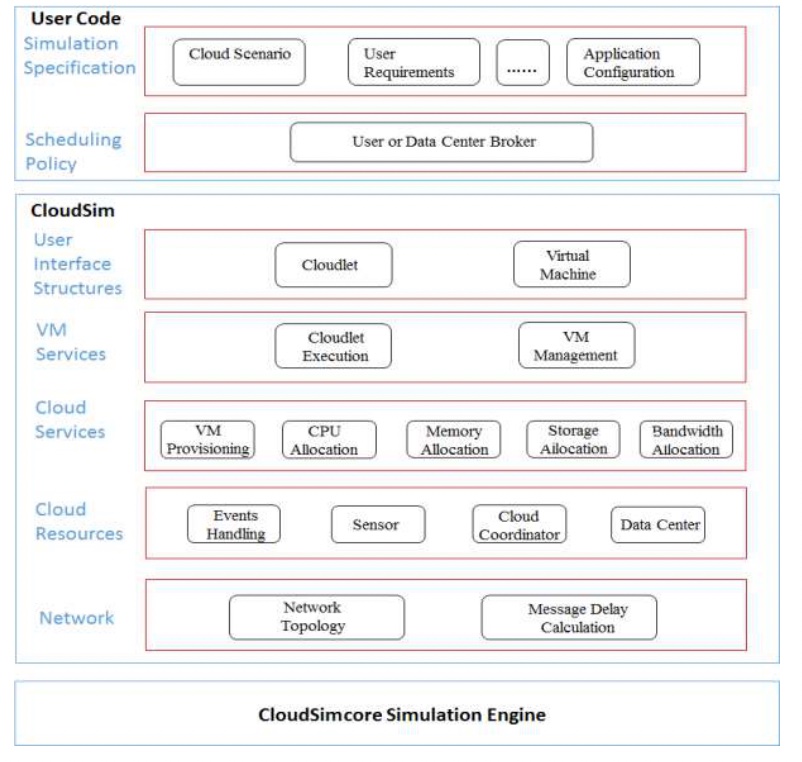 User Code
Simulation
Specification
Cloud Scenario
User
Requirements
......
Application
Configuration
Scheduling
Policy
User or Data Center Broker
CloudSim
User
Interface
Structures
Cloudlet
Virtual
Machine
VM
Services
Cloudlet
Execution
VM
Management
Cloud
Services
VM
Provisioning
CPU
Allocation
Memory
Allocation
Storage
Allocation
Bandwidth
Allocation
Cloud
Resources
Events
Handling
Sensor
Cloud
Coordinator
Data Center
Network
Network
Topology
Message Delay
Calculation
CloudSimcore Simulation Engine